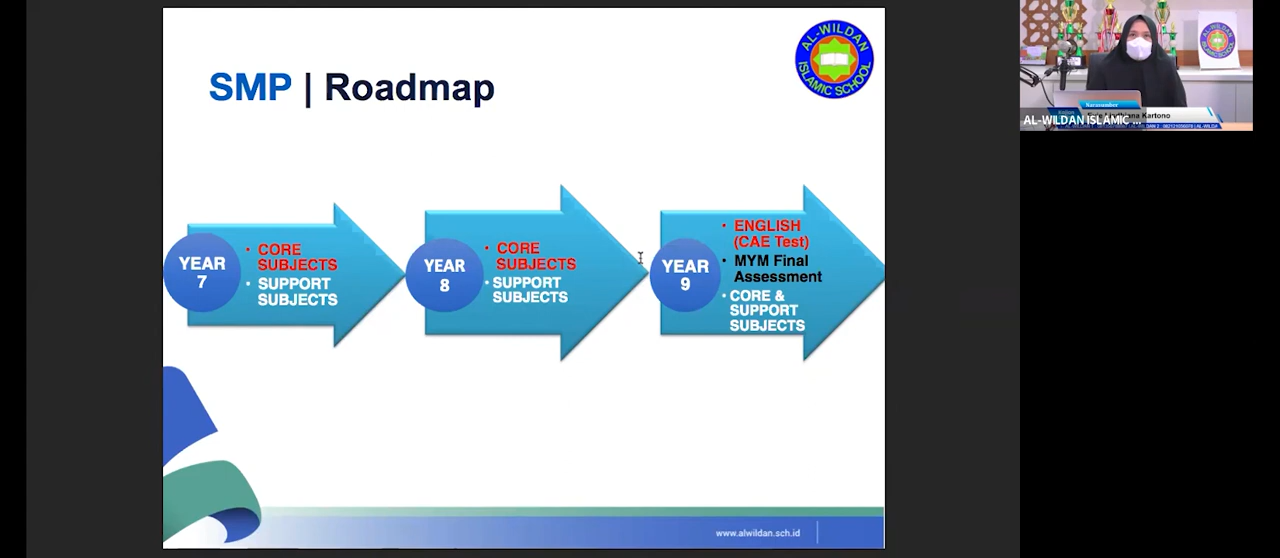 SMP | Roadmap
AL-WILDAN
ISLAMIC SCHOOL
YEAR
7
• CORE
SUBJECTS
• SUPPORT
SUBJECTS
YEAR
8
• CORE
SUBJECTS
• SUPPORT
SUBJECTS
YEAR
9
• ENGLISH
(CAE Test)
• MYM Final
Assessment
• CORE &
SUPPORT
SUBJECTS
www.alwildan.sch.id
Narasumber
Kartono
AL-WILDAN ISLAMIC ...